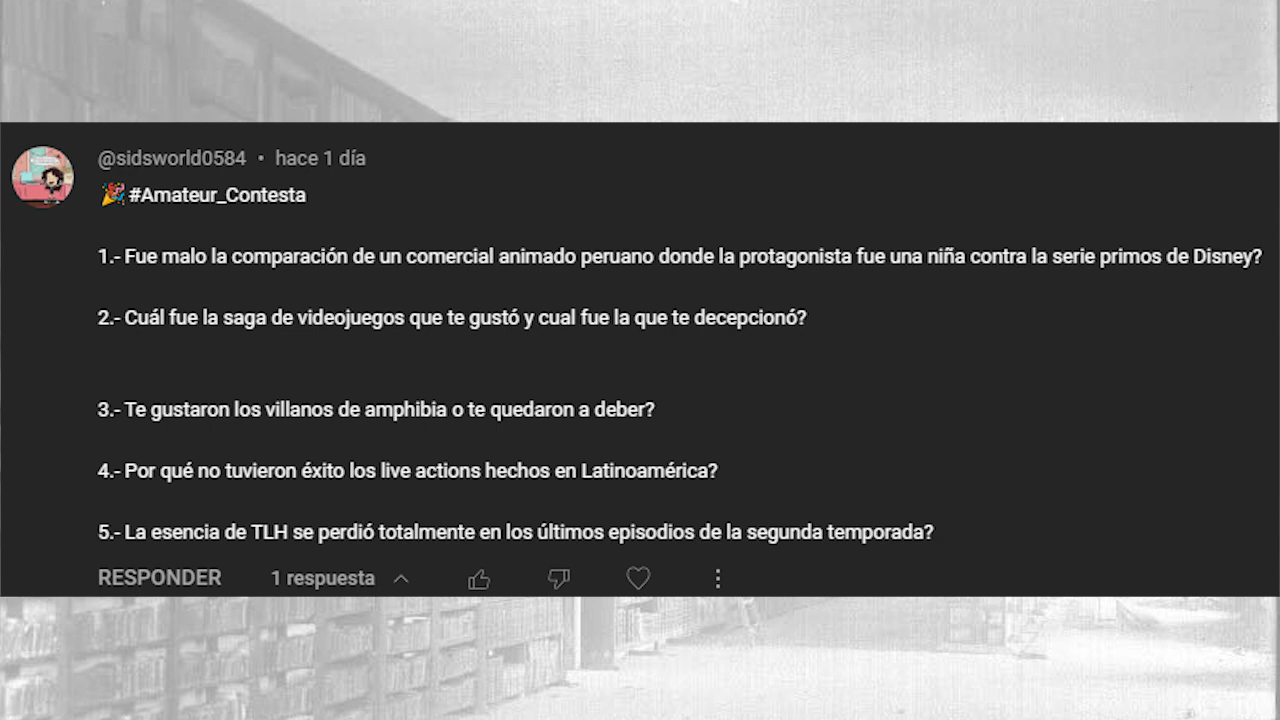 @sidsworld0584 • hace 1 día
🎉#Amateur_Contesta
1.- Fue malo la comparación de un comercial animado peruano donde la protagonista fue una niña contra la serie primos de Disney?
2.- Cuál fue la saga de videojuegos que te gustó y cual fue la que te decepcionó?
3.- Te gustaron los villanos de amphibia o te quedaron a deber?
4.- Por qué no tuvieron éxito los live actions hechos en Latinoamérica?
5.- La esencia de TLH se perdió totalmente en los últimos episodios de la segunda temporada?
RESPONDER 1 respuesta